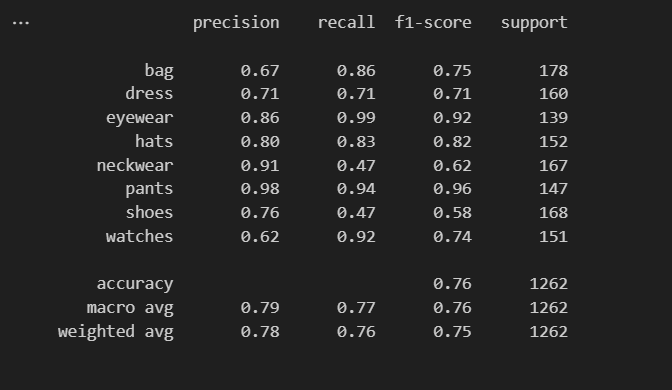 ... precision recall f1-score support
bag 0.67 0.86 0.75 178
dress 0.71 0.71 0.71 160
eyewear 0.86 0.99 0.92 139
hats 0.80 0.83 0.82 152
neckwear 0.91 0.47 0.62 167
pants 0.98 0.94 0.96 147
shoes 0.76 0.47 0.58 168
watches 0.62 0.92 0.74 151
accuracy 0.76 1262
macro avg 0.79 0.77 0.76 1262
weighted avg 0.78 0.76 0.75 1262